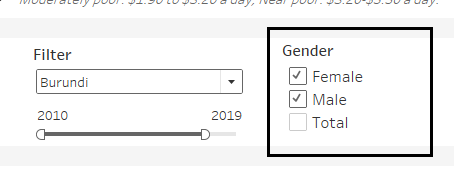 Moderately poor: $1.90 to $3.20 a day, Near poor: $3.20-$5.50 a day.
Filter
Burundi
2010 2019
Gender
Female
Male
Total